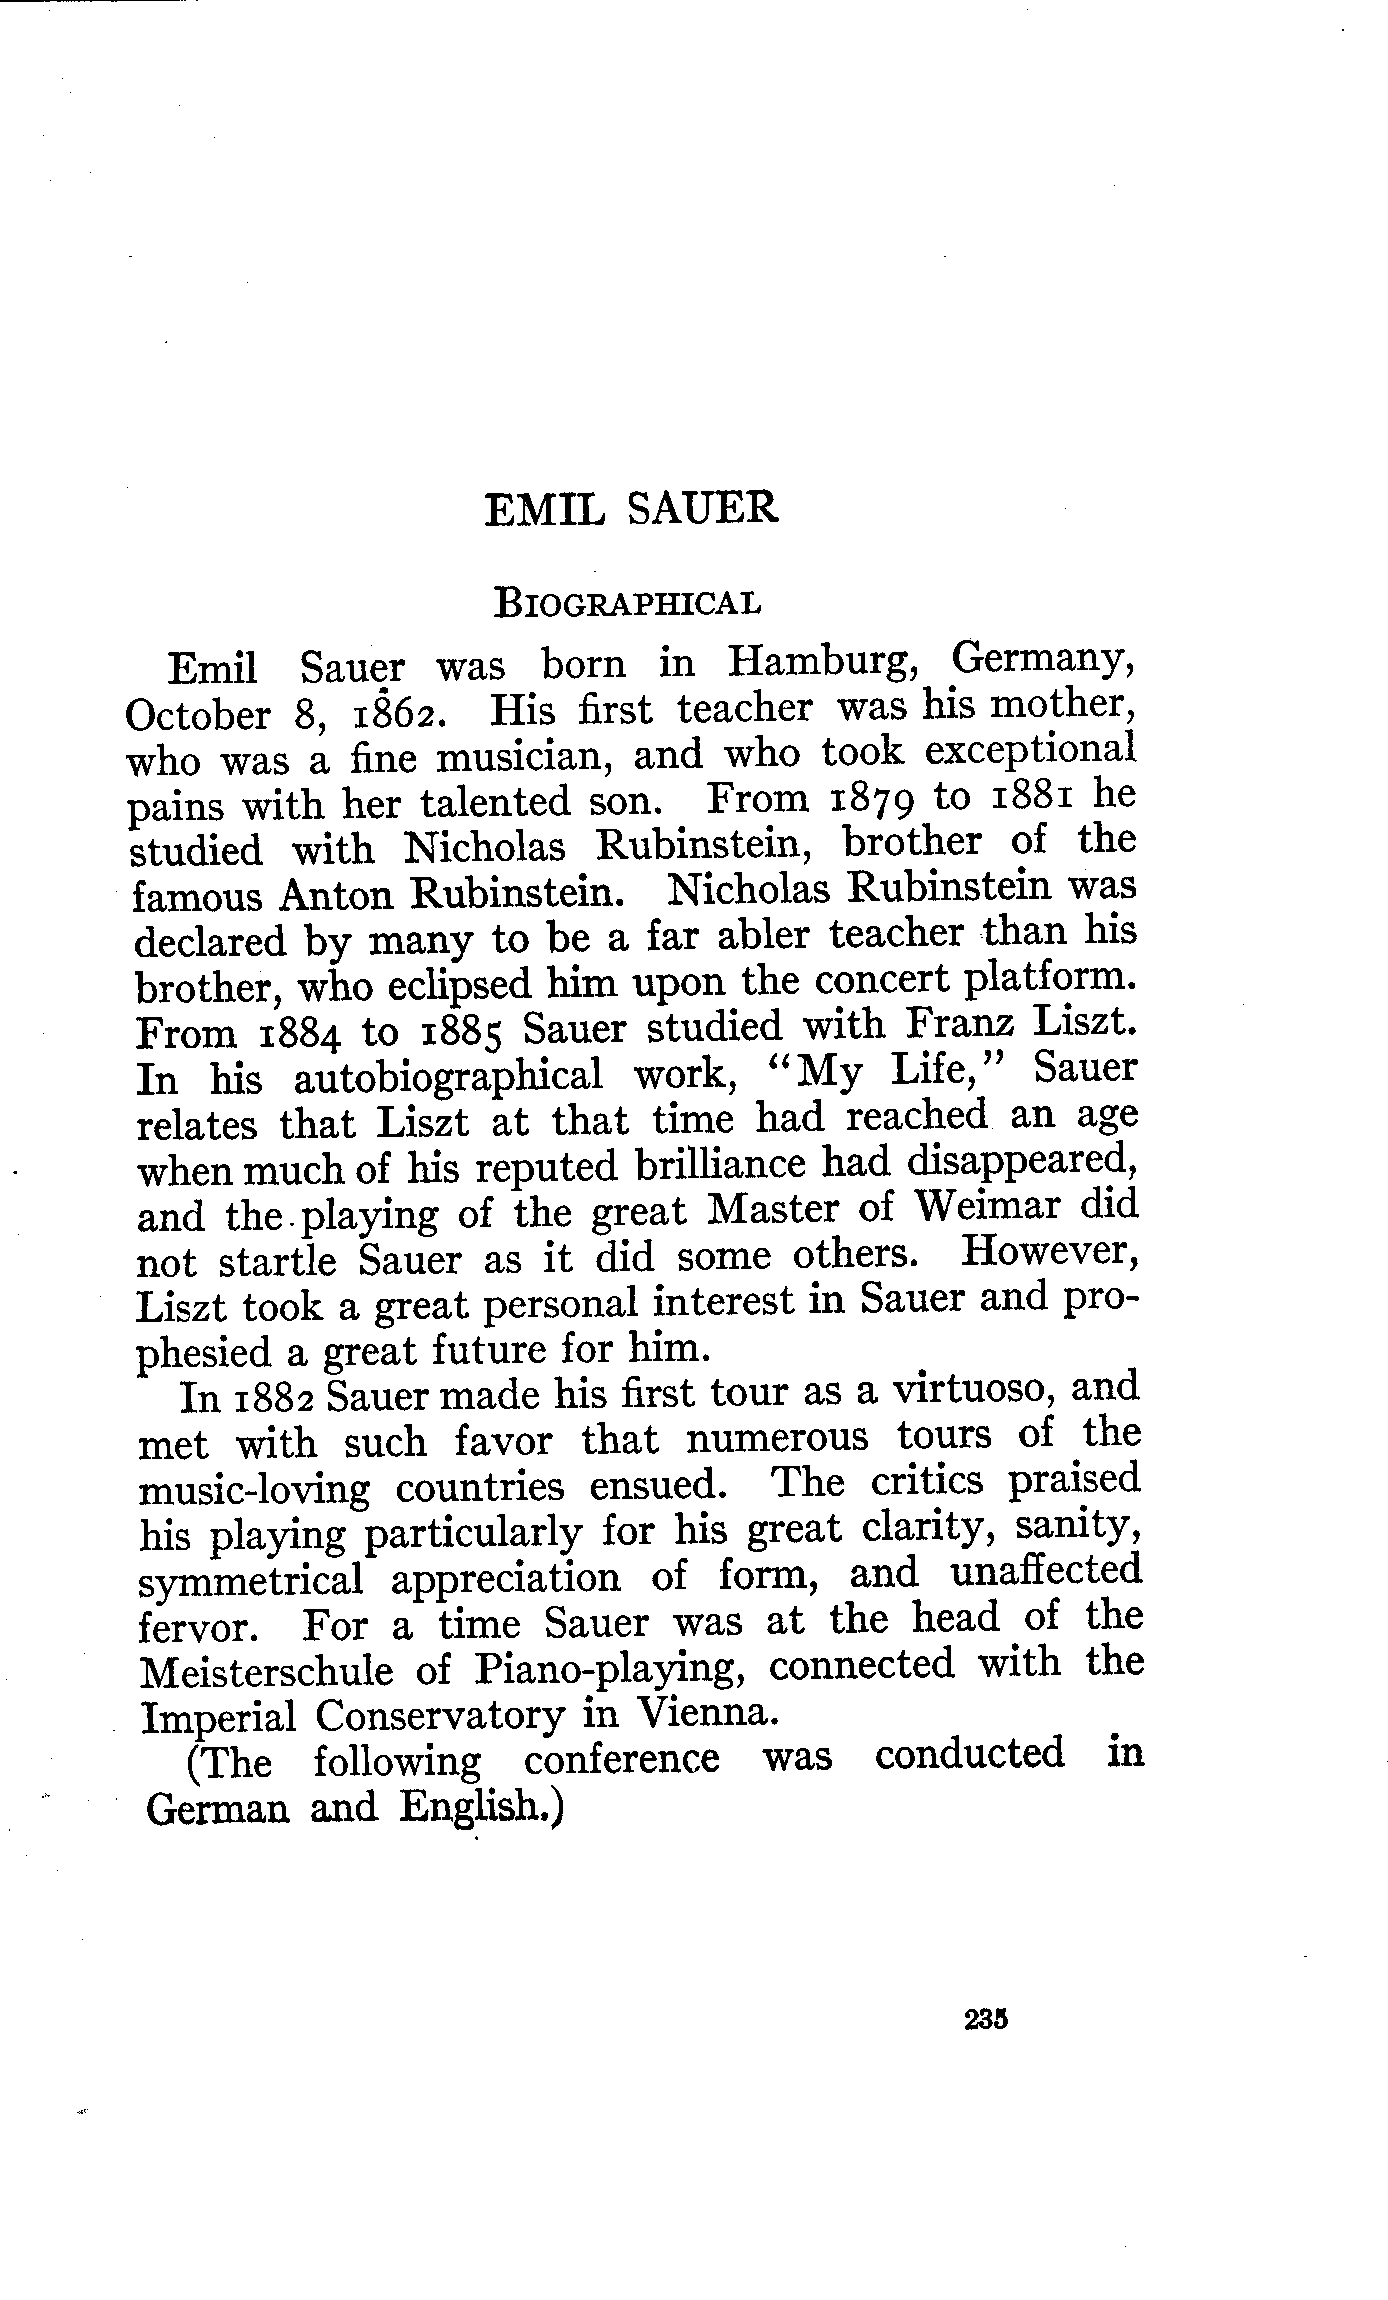 EMIL SAUER
BIOGRAPHICAL
Emil Sauer was born in Hamburg, Germany,
October 8, 1862. His first teacher was his mother,
who was a fine musician, and who took exceptional
pains with her talented son. From 1879 to 1881 he
studied with Nicholas Rubinstein, brother of the
famous Anton Rubinstein. Nicholas Rubinstein was
declared by many to be a far abler teacher than his
brother, who eclipsed him upon the concert platform.
From 1884 to 1885 Sauer studied with Franz Liszt.
In his autobiographical work, "My Life," Sauer
relates that Liszt at that time had reached an age
when much of his reputed brilliance had disappeared,
and the playing of the great Master of Weimar did
not startle Sauer as it did some others. However,
Liszt took a great personal interest in Sauer and pro-
phesied a great future for him.
In 1882 Sauer made his first tour as a virtuoso, and
met with such favor that numerous tours of the
music-loving countries ensued. The critics praised
his playing particularly for his great clarity, sanity,
symmetrical appreciation of form, and unaffected
fervor. For a time Sauer was at the head of the
Meisterschule of Piano-playing, connected with the
Imperial Conservatory in Vienna.
(The following conference was conducted in
German and English.)
235